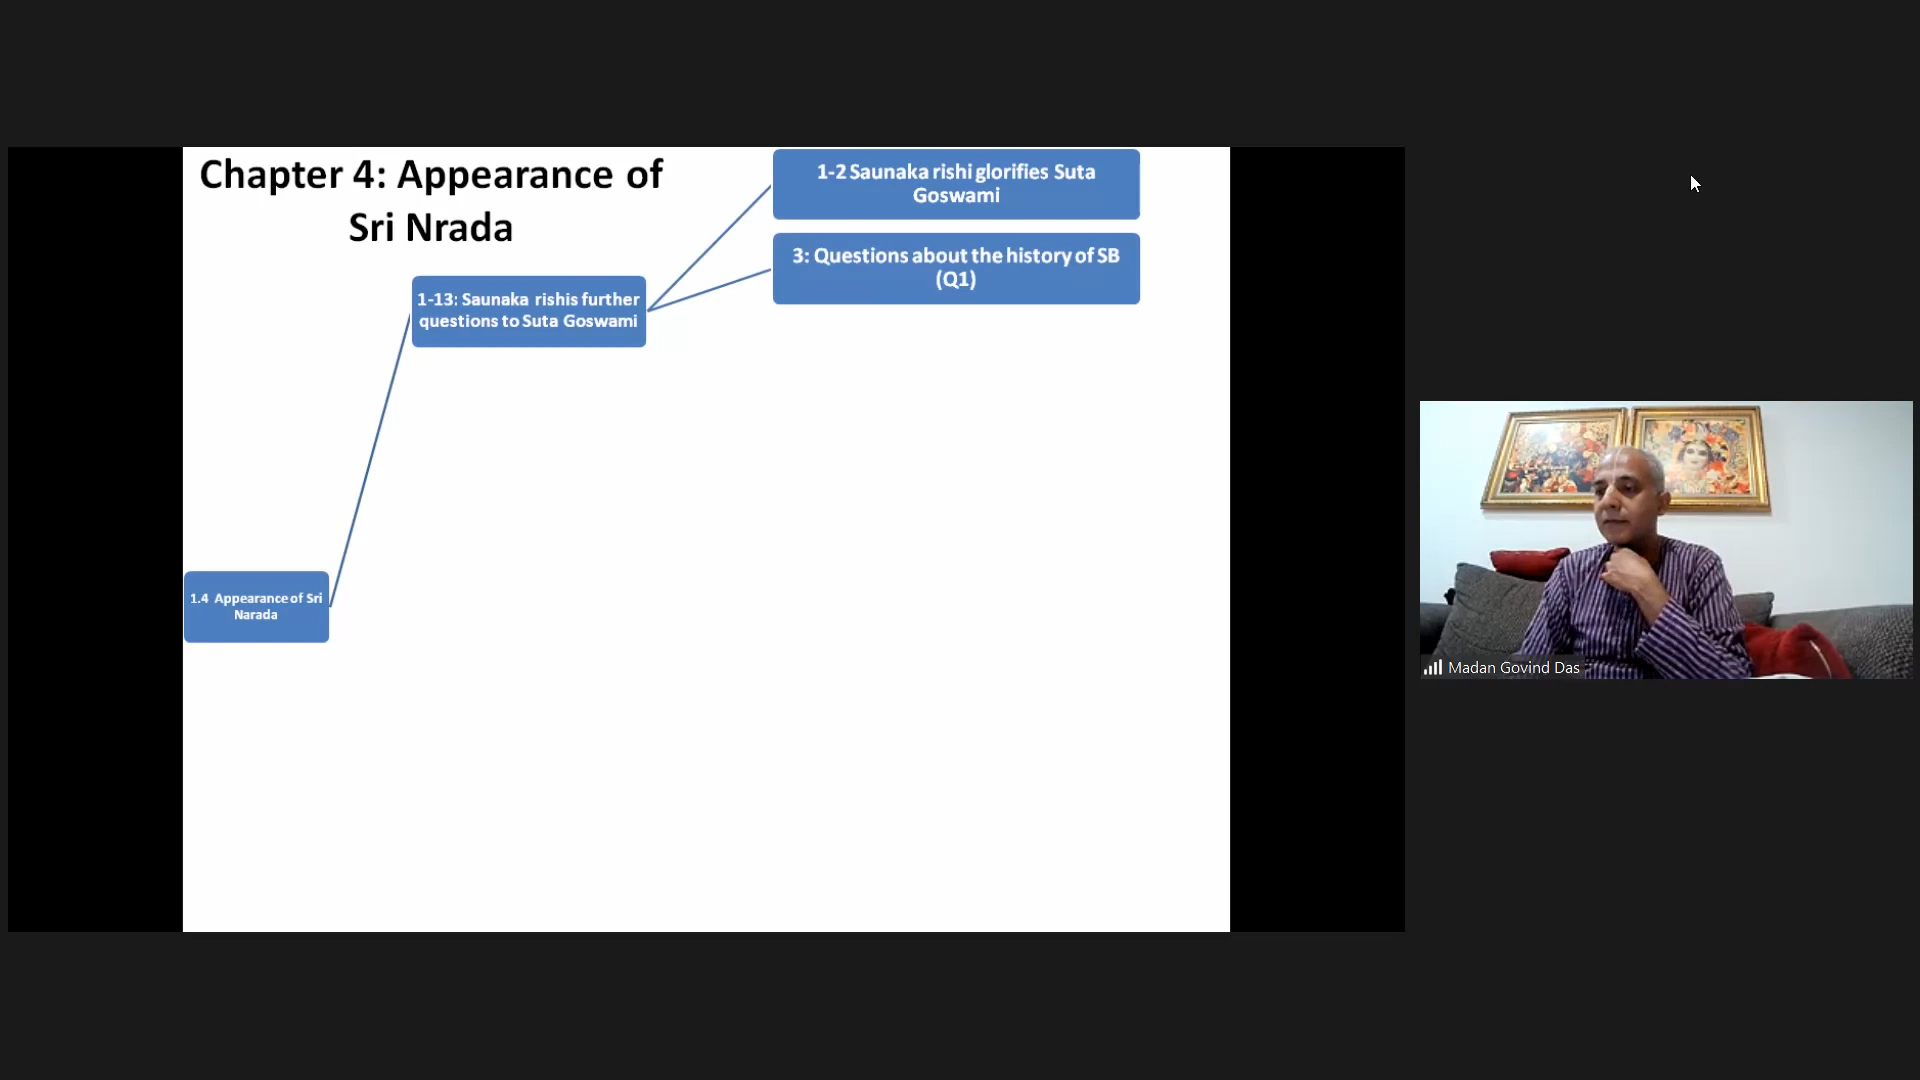 Chapter 4: Appearance of
Sri Nrada
1-2 Saunaka rishi glorifies Suta
Goswami
3: Questions about the history of SB
(Q1)
1-13: Saunaka rishis further
questions to Suta Goswami
1.4 Appearance of Sri
Narada
Madan Govind Das